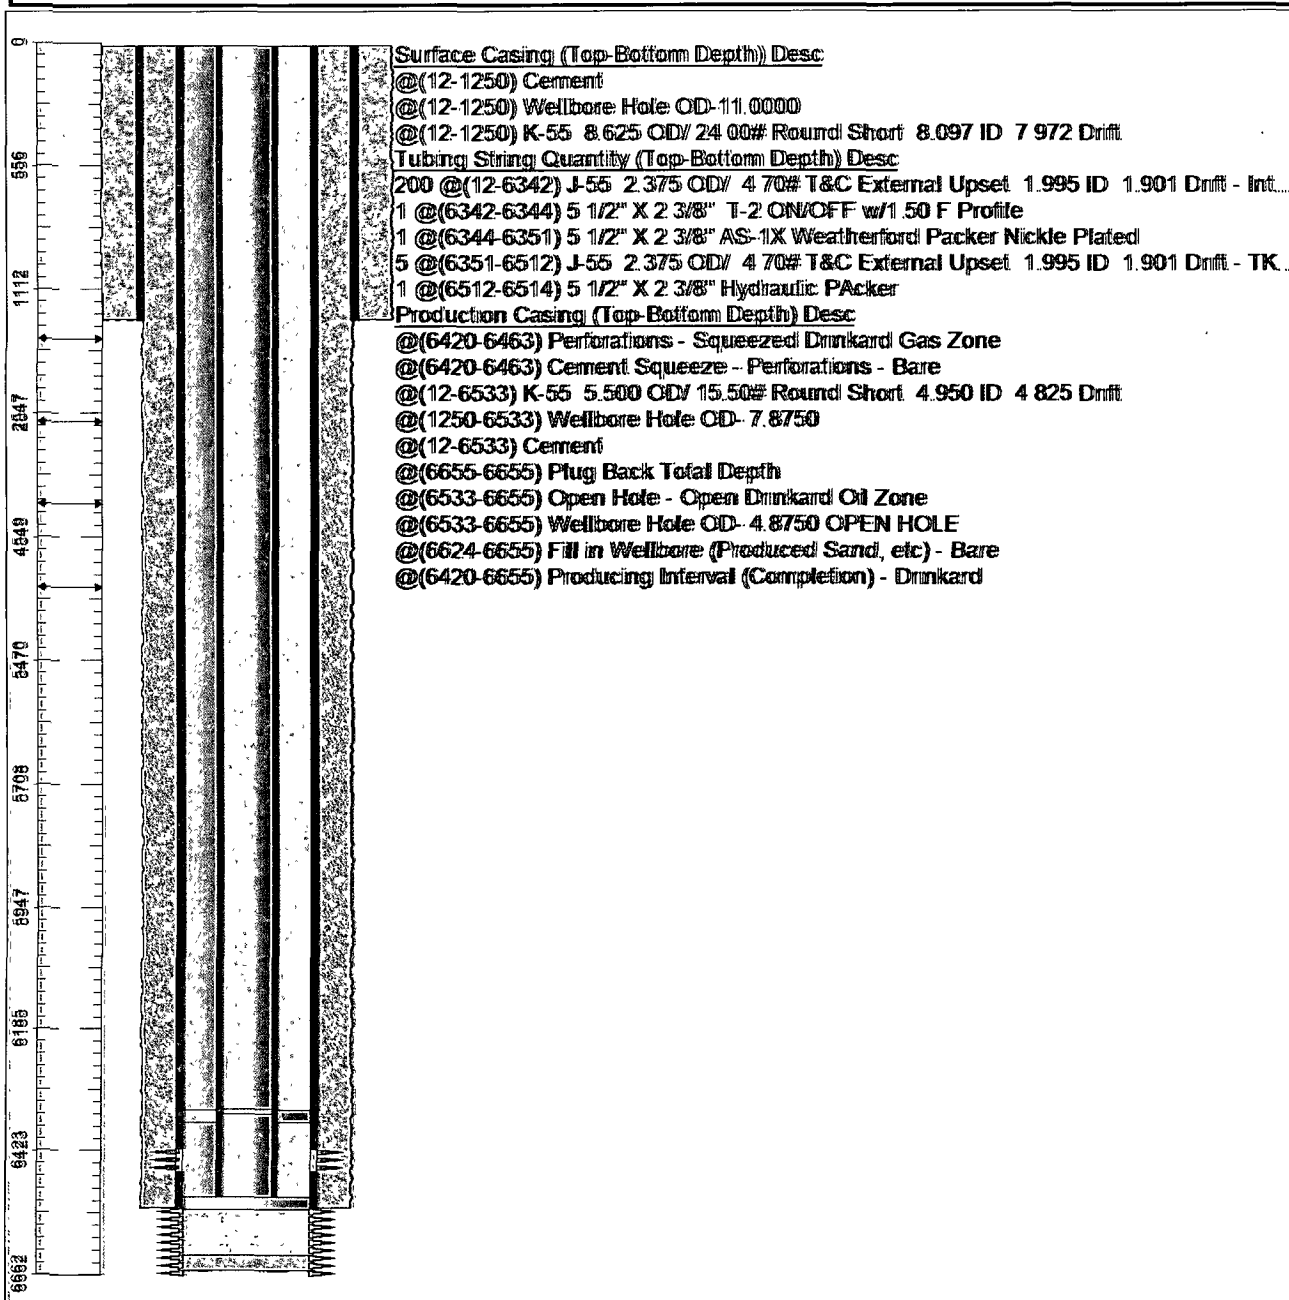 Surface Casing (Top-Bottom Depth) Desc
@(12-1250) Cement
@(12-1250) Wellbore Hole OD-11.0000
@(12-1250) K-55 8.625 OD/ 24 00# Round Short 8.097 ID 7 972 Drift
Tubing String Quantity (Top-Bottom Depth) Desc
200 @(12-6342) J-55 2.375 OD/ 4 70# T&C External Upset 1.995 ID 1.901 Drift - Int...
1 @(6342-6344) 5 1/2" X 2 3/8" T-2 ON/OFF w/1 50 F Profile
1 @(6344-6351) 5 1/2" X 2 3/8" AS-1X Weatherford Packer Nickle Plated
5 @(6351-6512) J-55 2.375 OD/ 4 70# T&C External Upset 1.995 ID 1.901 Drift - TK...
1 @(6512-6514) 5 1/2" X 2 3/8" Hydraulic PAcker
Production Casing (Top-Bottom Depth) Desc
@(6420-6463) Perforations - Squeezed Drinkard Gas Zone
@(6420-6463) Cement Squeeze - Perforations - Bare
@(12-6533) K-55 5.500 OD/ 15.50# Round Short 4.950 ID 4 825 Drift
@(1250-6533) Wellbore Hole OD- 7.8750
@(12-6533) Cement
@(6655-6655) Plug Back Total Depth
@(6533-6655) Open Hole - Open Drinkard Oil Zone
@(6533-6655) Wellbore Hole OD- 4.8750 OPEN HOLE
@(6624-6655) Fill in Wellbore (Produced Sand, etc) - Bare
@(6420-6655) Producing Interval (Completion) - Drinkard
0
556
1112
6423